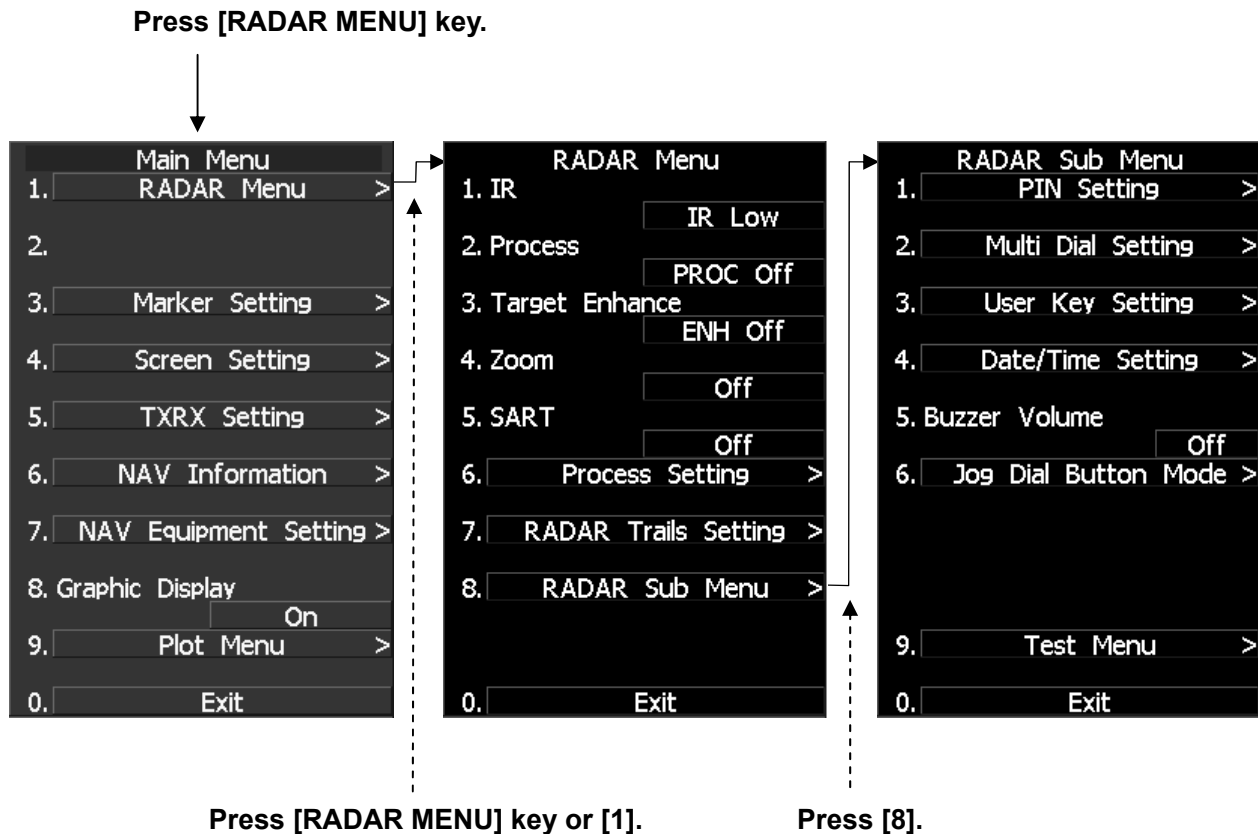 Press [RADAR MENU] key.
Main Menu
1. RADAR Menu >
2.
3. Marker Setting >
4. Screen Setting >
5. TXRX Setting >
6. NAV Information >
7. NAV Equipment Setting >
8. Graphic Display
On
9. Plot Menu >
0. Exit
RADAR Menu
1. IR
IR Low
2. Process
PROC Off
3. Target Enhance
ENH Off
4. Zoom
Off
5. SART
Off
6. Process Setting >
7. RADAR Trails Setting >
8. RADAR Sub Menu >
0. Exit
RADAR Sub Menu
1. PIN Setting >
2. Multi Dial Setting >
3. User Key Setting >
4. Date/Time Setting >
5. Buzzer Volume
Off
6. Jog Dial Button Mode >
9. Test Menu >
0. Exit
Press [RADAR MENU] key or [1].
Press [8].